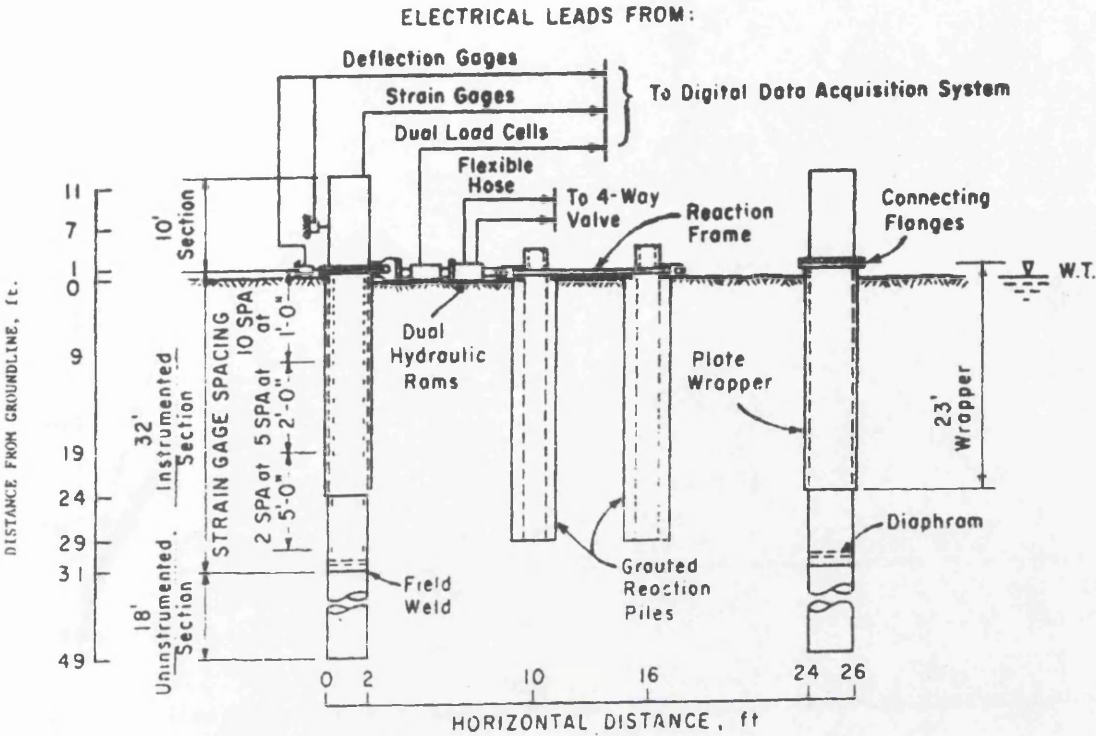 ELECTRICAL LEADS FROM:
Deflection Gages
Strain Gages
Dual Load Cells
To Digital Data Acquisition System
Flexible
Hose
To 4-Way
Valve
Reaction
Frame
Connecting
Flanges
W.T.
DISTANCE FROM GROUNDLINE, ft.
11
7
1
0
9
19
24
29
31
49
10'
Section
32'
Instrumented
Section
18'
Uninstrumented
Section
STRAIN GAGE SPACING
10 SPA at
1'-0"
5 SPA at
2'-0"
2 SPA at
5'-0"
Dual
Hydraulic
Rams
Plate
Wrapper
23'
Wrapper
Diaphram
Field
Weld
Grouted
Reaction
Piles
0
2
10
16
24
26
HORIZONTAL DISTANCE, ft